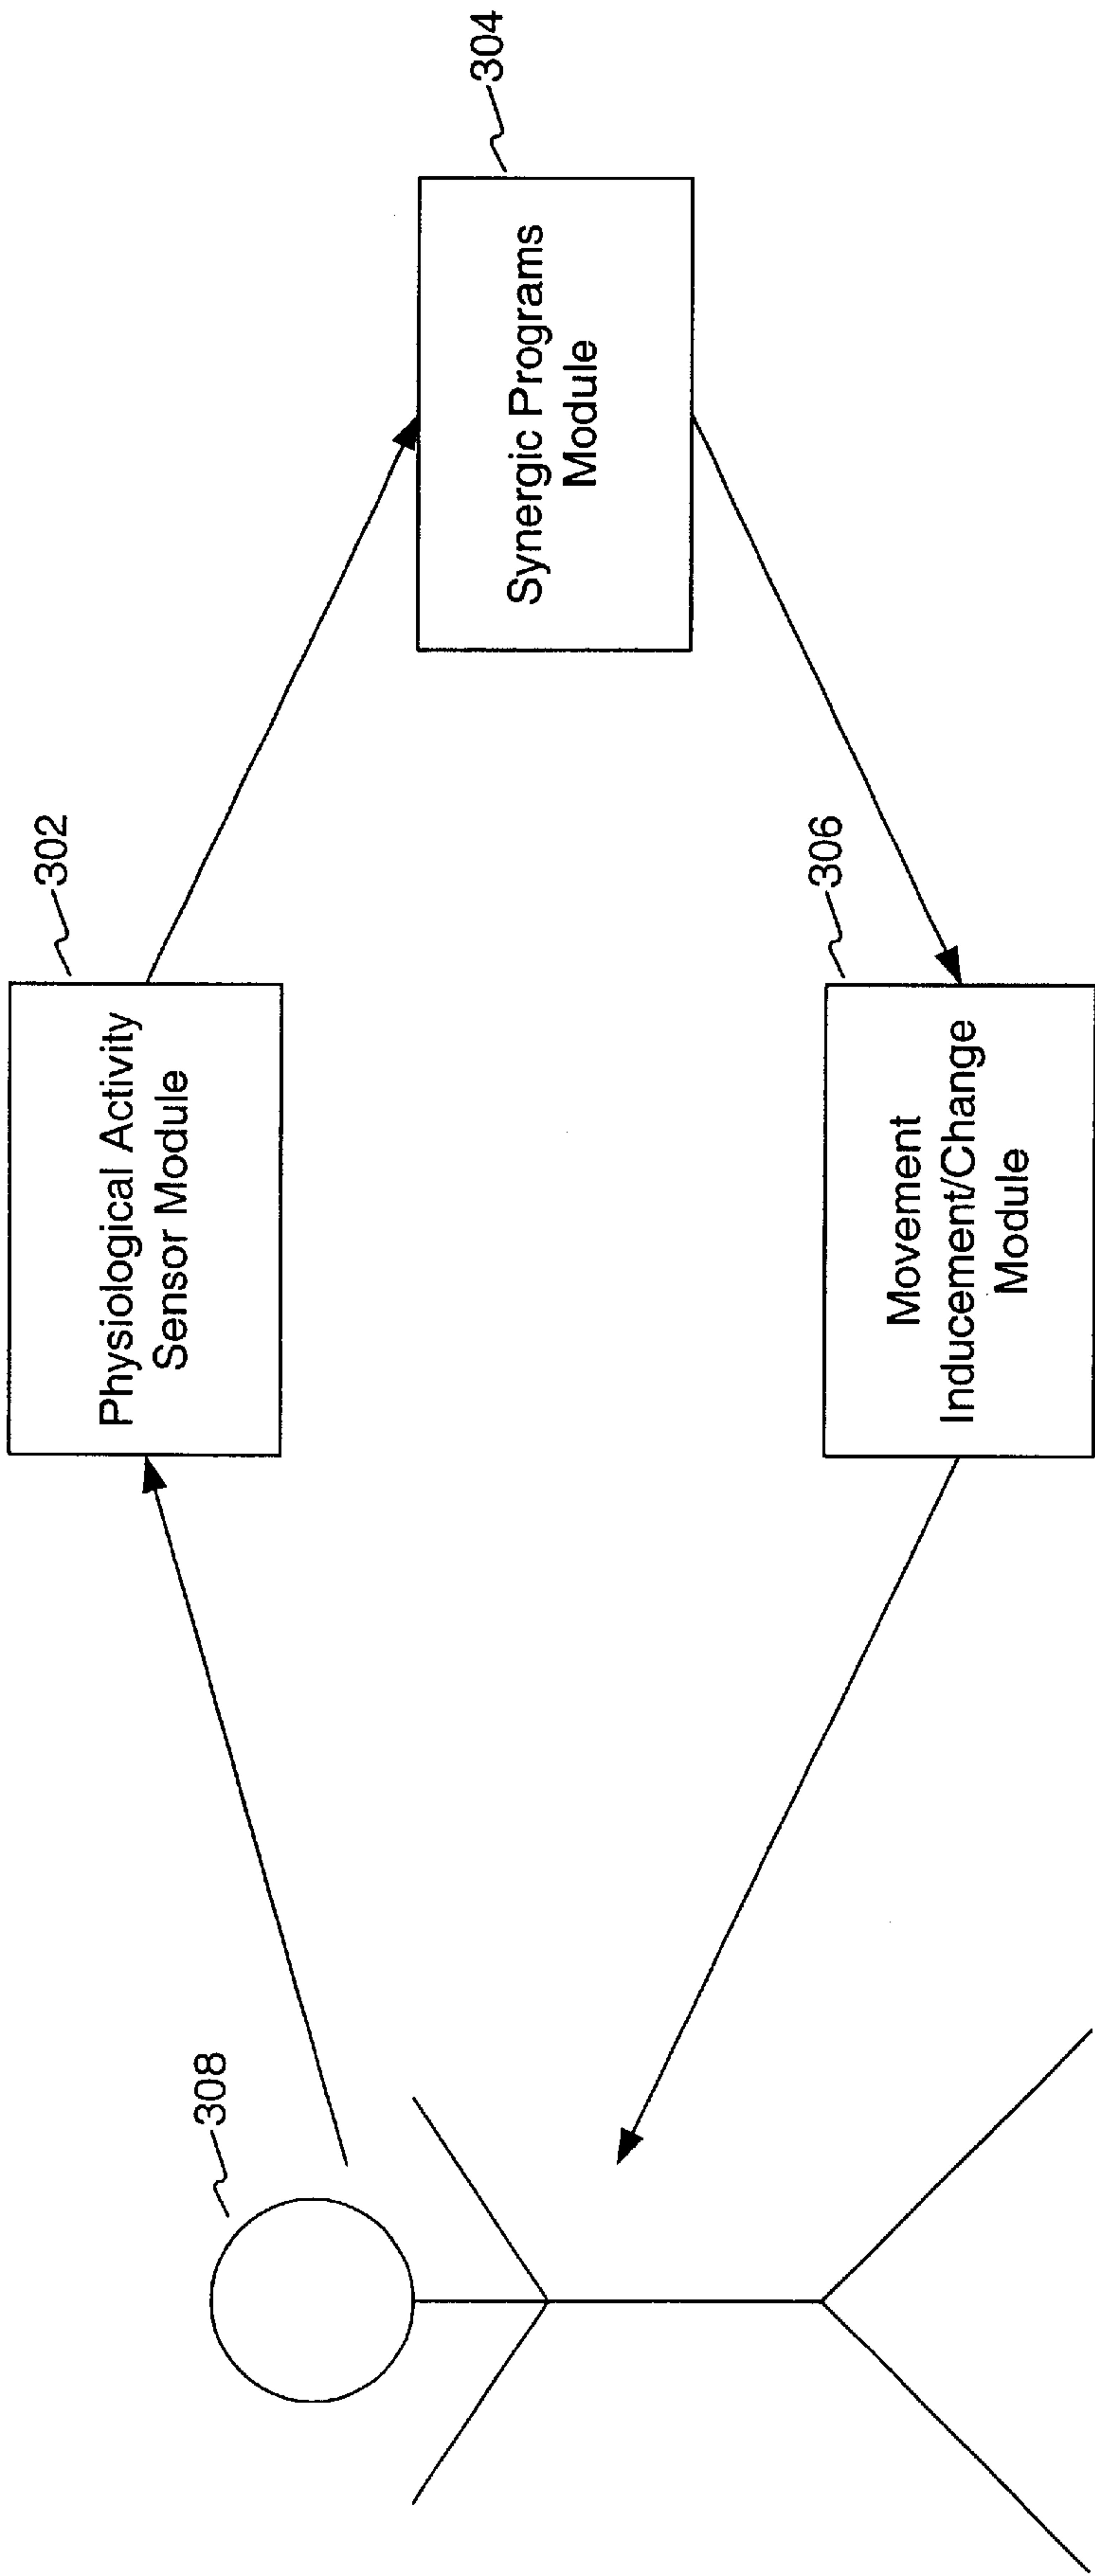 308
302
Physiological Activity
Sensor Module
304
Synergic Programs
Module
306
Movement
Inducement/Change
Module